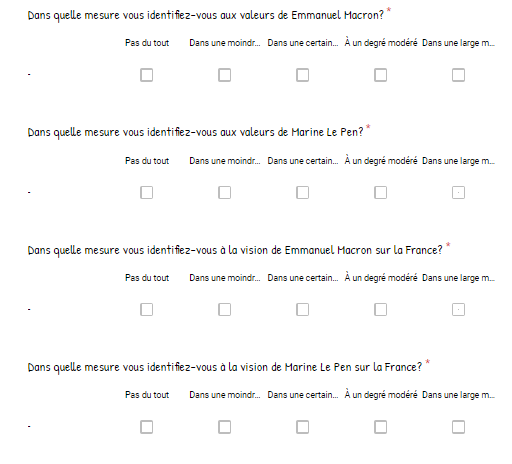 Dans quelle mesure vous identifiez-vous aux valeurs de Emmanuel Macron? *
Pas du tout Dans une moindr... Dans une certain... À un degré modéré Dans une large m...
-
Dans quelle mesure vous identifiez-vous aux valeurs de Marine Le Pen? *
Pas du tout Dans une moindr... Dans une certain... À un degré modéré Dans une large m...
-
Dans quelle mesure vous identifiez-vous à la vision de Emmanuel Macron sur la France? *
Pas du tout Dans une moindr... Dans une certain... À un degré modéré Dans une large m...
-
Dans quelle mesure vous identifiez-vous à la vision de Marine Le Pen sur la France? *
Pas du tout Dans une moindr... Dans une certain... À un degré modéré Dans une large m...
-